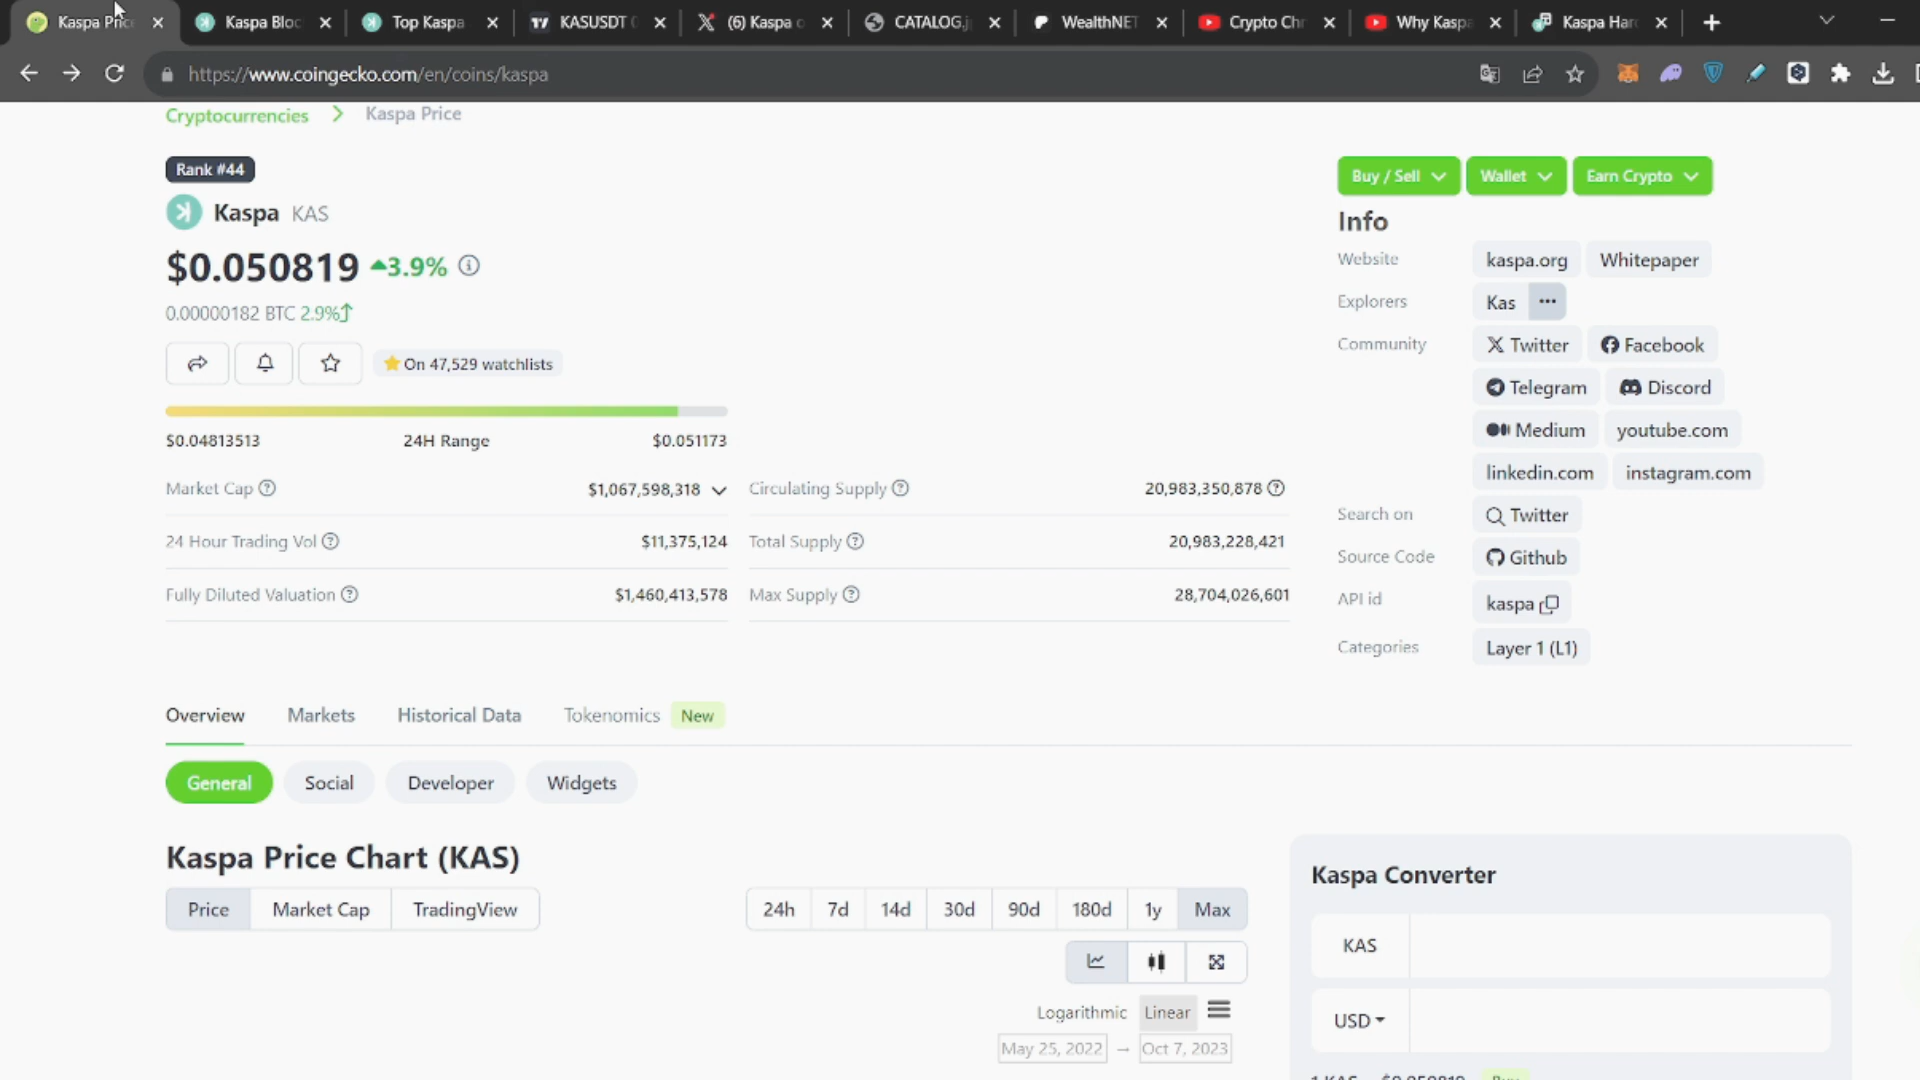 Kaspa Pric
Kaspa Bloc
Top Kaspa
KASUSDT
(6) Kaspa o
CATALOG.j
WealthNET
Crypto Chr
Why Kaspa
Kaspa Har
https://www.coingecko.com/en/coins/kaspa
Cryptocurrencies > Kaspa Price
Rank #44
Kaspa KAS
$0.050819 3.9%
0.00000182 BTC 2.9%
On 47,529 watchlists
$0.04813513 24H Range $0.051173
Market Cap $1,067,598,318
24 Hour Trading Vol $11,375,124
Fully Diluted Valuation $1,460,413,578
Circulating Supply 20,983,350,878
Total Supply 20,983,228,421
Max Supply 28,704,026,601
Buy / Sell Wallet Earn Crypto
Info
Website kaspa.org Whitepaper
Explorers Kas ...
Community Twitter Facebook
Telegram Discord
Medium youtube.com
linkedin.com instagram.com
Search on Twitter
Source Code Github
API id kaspa
Categories Layer 1 (L1)
Overview Markets Historical Data Tokenomics New
General Social Developer Widgets
Kaspa Price Chart (KAS)
Price Market Cap TradingView
24h 7d 14d 30d 90d 180d 1y Max
Logarithmic Linear
May 25, 2022 → Oct 7, 2023
Kaspa Converter
KAS
USD